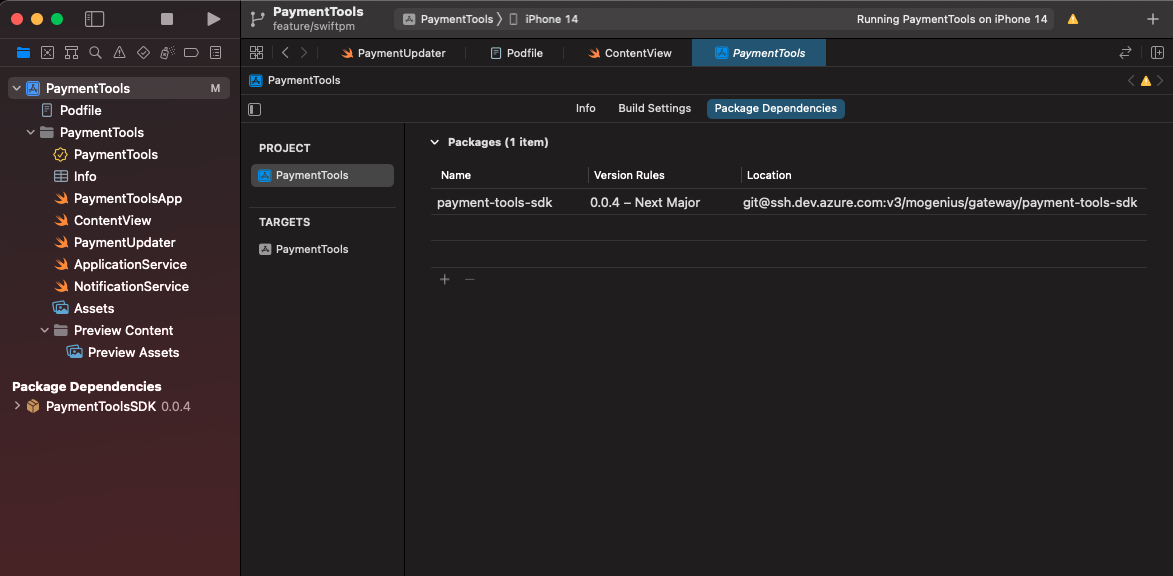 PaymentTools
feature/swiftpm
PaymentTools
iPhone 14
Running PaymentTools on iPhone 14
PaymentUpdater
Podfile
ContentView
PaymentTools
PaymentTools M
Podfile
PaymentTools
PaymentTools
Info
PaymentToolsApp
ContentView
PaymentUpdater
ApplicationService
NotificationService
Assets
Preview Content
Preview Assets
Package Dependencies
PaymentToolsSDK 0.0.4
PaymentTools
Info Build Settings Package Dependencies
PROJECT
PaymentTools
TARGETS
PaymentTools
Packages (1 item)
Name Version Rules Location
payment-tools-sdk 0.0.4 – Next Major git@ssh.dev.azure.com:v3/mogenius/gateway/payment-tools-sdk